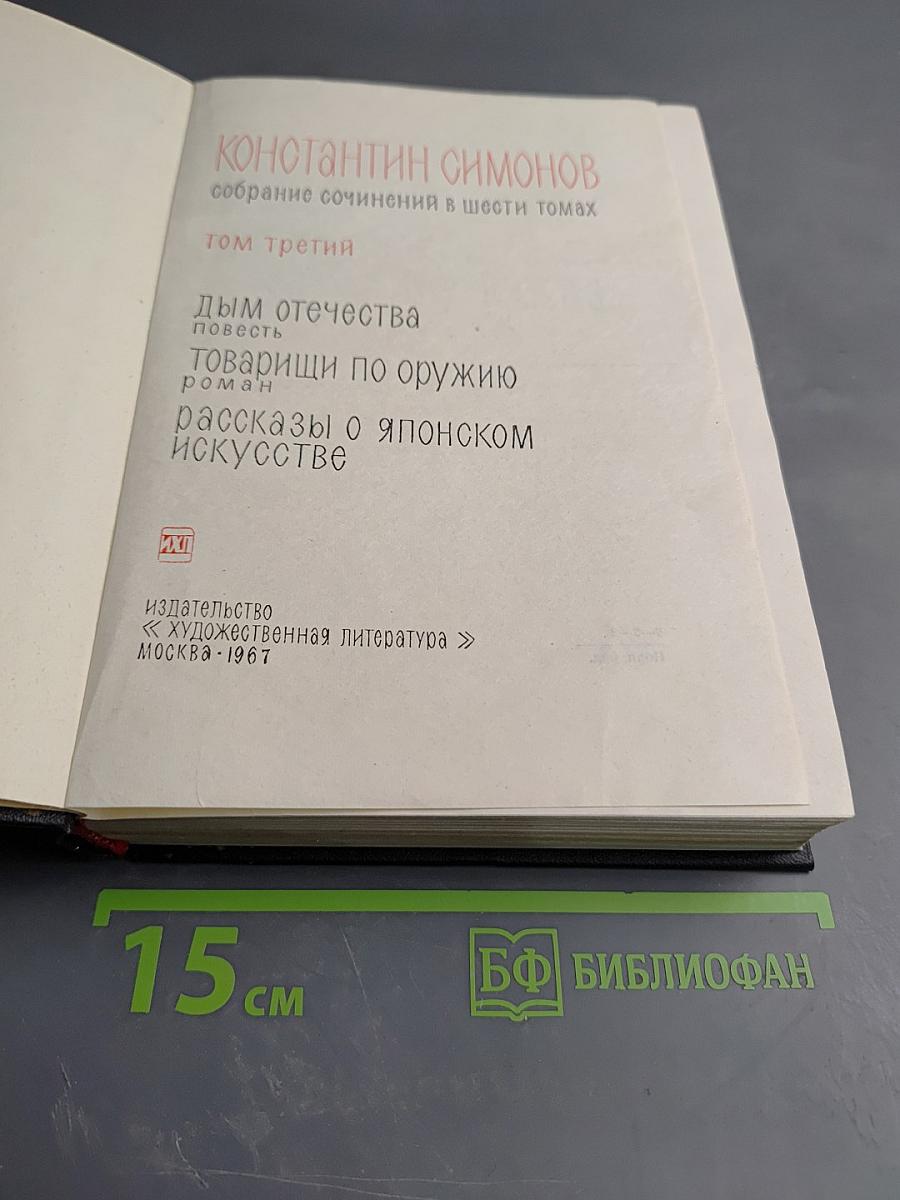 КОНСТАНТИН СИМОНОВ
собрание сочинений в шести томах
том третий
дым отечества
повесть
товарищи по оружию
роман
рассказы о японском
искусстве
ИХЛ
издательство
« художественная литература »
москва · 1967
15 см
БФ БИБЛИОФАН